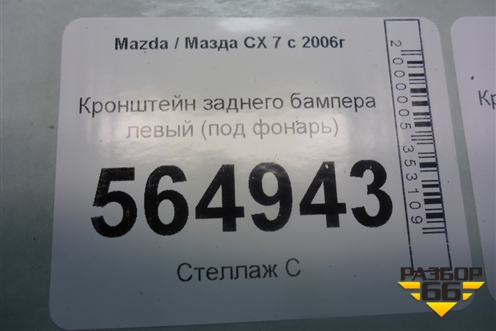 Mazda / Мазда CX 7 с 2006г
Кронштейн заднего бампера
левый (под фонарь)
564943
Стеллаж С
2000005353109
РАЗБОР
66